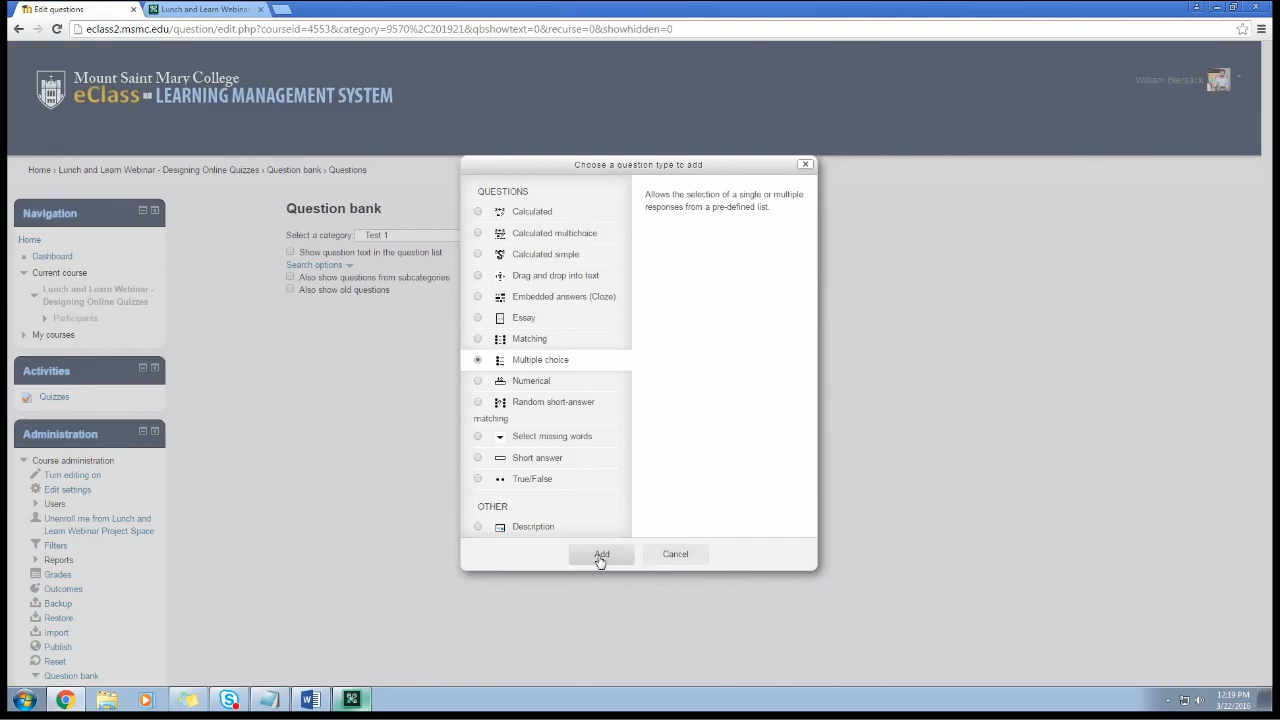 Edit questions
Lunch and Learn Webinar
eclass2.msmc.edu/question/edit.php?courseid=4553&category=9570%2C201921&qbshowtext=0&recurse=0&showhidden=0
Mount Saint Mary College
eClass LEARNING MANAGEMENT SYSTEM
William Biersack
Home › Lunch and Learn Webinar - Designing Online Quizzes › Question bank › Questions
Navigation
Home
Dashboard
Current course
Lunch and Learn Webinar -
Designing Online Quizzes
Participants
My courses
Activities
Quizzes
Administration
Course administration
Turn editing on
Edit settings
Users
Unenroll me from Lunch and
Learn Webinar Project Space
Filters
Reports
Grades
Outcomes
Backup
Restore
Import
Publish
Reset
Question bank
Question bank
Select a category: Test 1
Show question text in the question list
Search options
Also show questions from subcategories
Also show old questions
Choose a question type to add
QUESTIONS
Calculated
Calculated multichoice
Calculated simple
Drag and drop into text
Embedded answers (Cloze)
Essay
Matching
Multiple choice
Numerical
Random short-answer
matching
Select missing words
Short answer
True/False
OTHER
Description
Allows the selection of a single or multiple
responses from a pre-defined list.
Add
Cancel
12:19 PM
3/22/2016